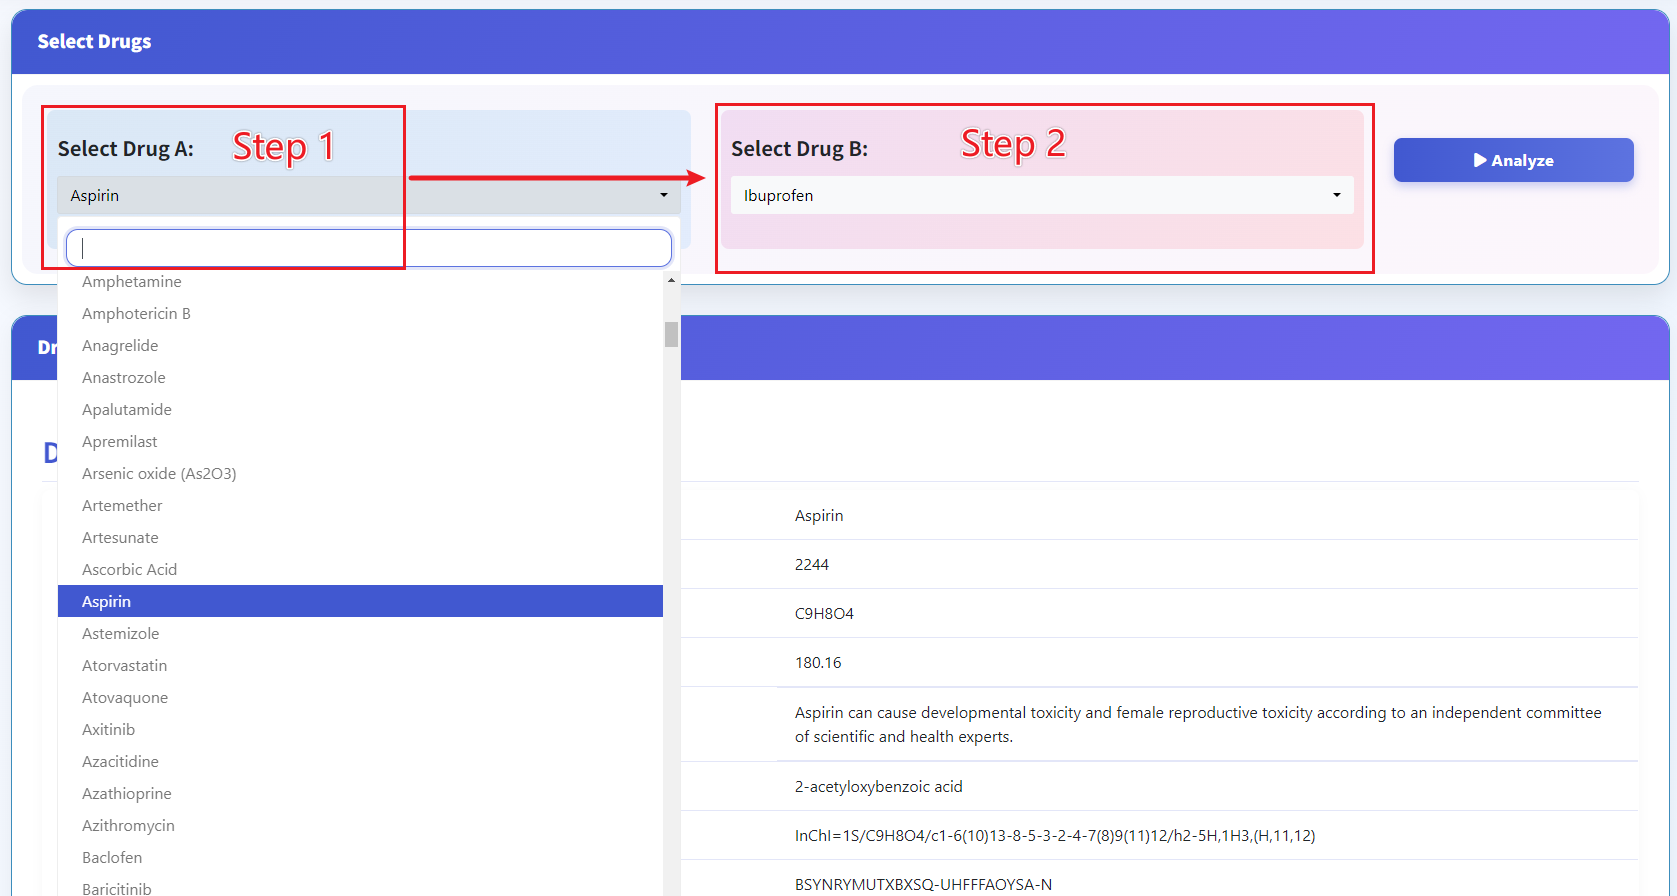 Select Drugs
Select Drug A:
Step 1
Aspirin
Select Drug B:
Step 2
Ibuprofen
Analyze
Amphetamine
Amphotericin B
Anagrelide
Anastrozole
Apalutamide
Apremilast
Arsenic oxide (As2O3)
Artemether
Artesunate
Ascorbic Acid
Aspirin
Astemizole
Atorvastatin
Atovaquone
Axitinib
Azacitidine
Azathioprine
Azithromycin
Baclofen
Baricitinib
Dr
D
Aspirin
2244
C9H8O4
180.16
Aspirin can cause developmental toxicity and female reproductive toxicity according to an independent committee
of scientific and health experts.
2-acetyloxybenzoic acid
InChI=1S/C9H8O4/c1-6(10)13-8-5-3-2-4-7(8)9(11)12/h2-5H,1H3,(H,11,12)
BSYNRYMUTXBXSQ-UHFFFAOYSA-N